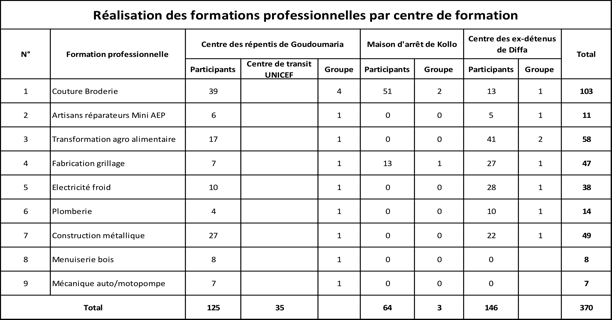 Réalisation des formations professionnelles par centre de formation
N° Formation professionnelle Centre des répentis de Goudoumaria Maison d'arrêt de Kollo Centre des ex-détenus de Diffa Total
Participants Centre de transit UNICEF Groupe Participants Groupe Participants Groupe
1 Couture Broderie 39 4 51 2 13 1 103
2 Artisans réparateurs Mini AEP 6 1 0 0 5 1 11
3 Transformation agro alimentaire 17 1 0 0 41 2 58
4 Fabrication grillage 7 1 13 1 27 1 47
5 Electricité froid 10 1 0 0 28 1 38
6 Plomberie 4 1 0 0 10 1 14
7 Construction métallique 27 1 0 0 22 1 49
8 Menuiserie bois 8 1 0 0 0 8
9 Mécanique auto/motopompe 7 1 0 0 0 7
Total 125 35 64 3 146 370